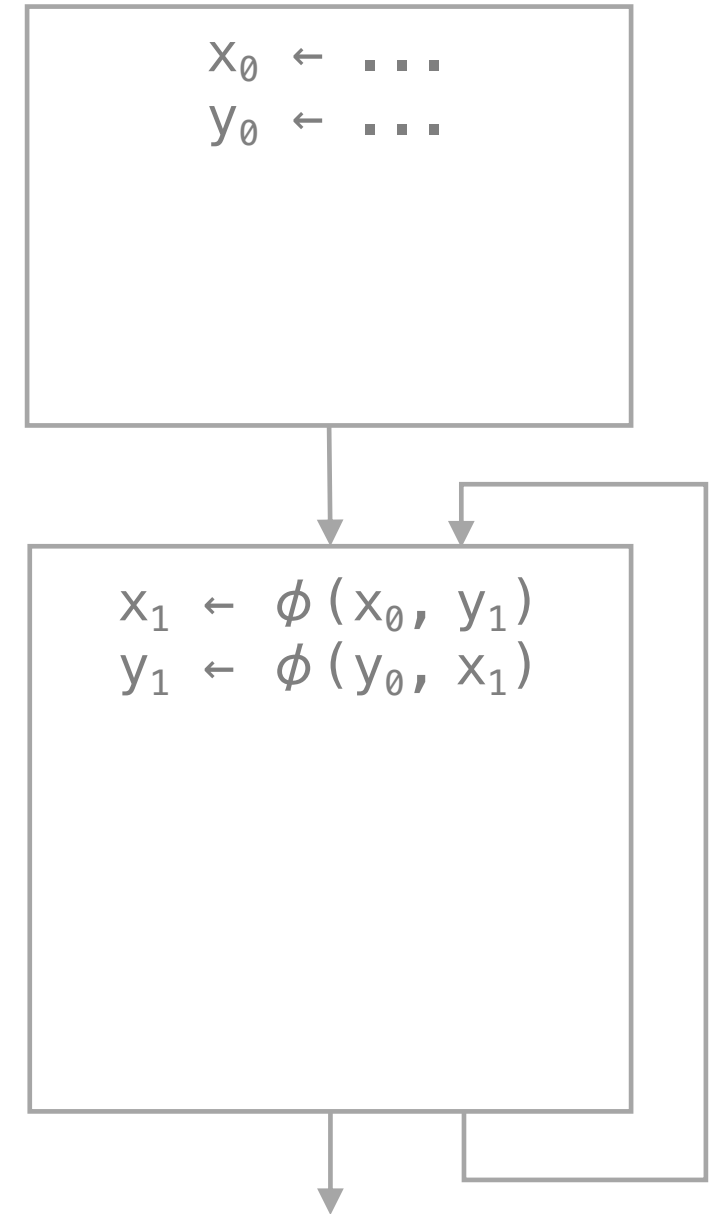 x₀ ← ...
y₀ ← ...
x₁ ← ϕ(x₀, y₁)
y₁ ← ϕ(y₀, x₁)